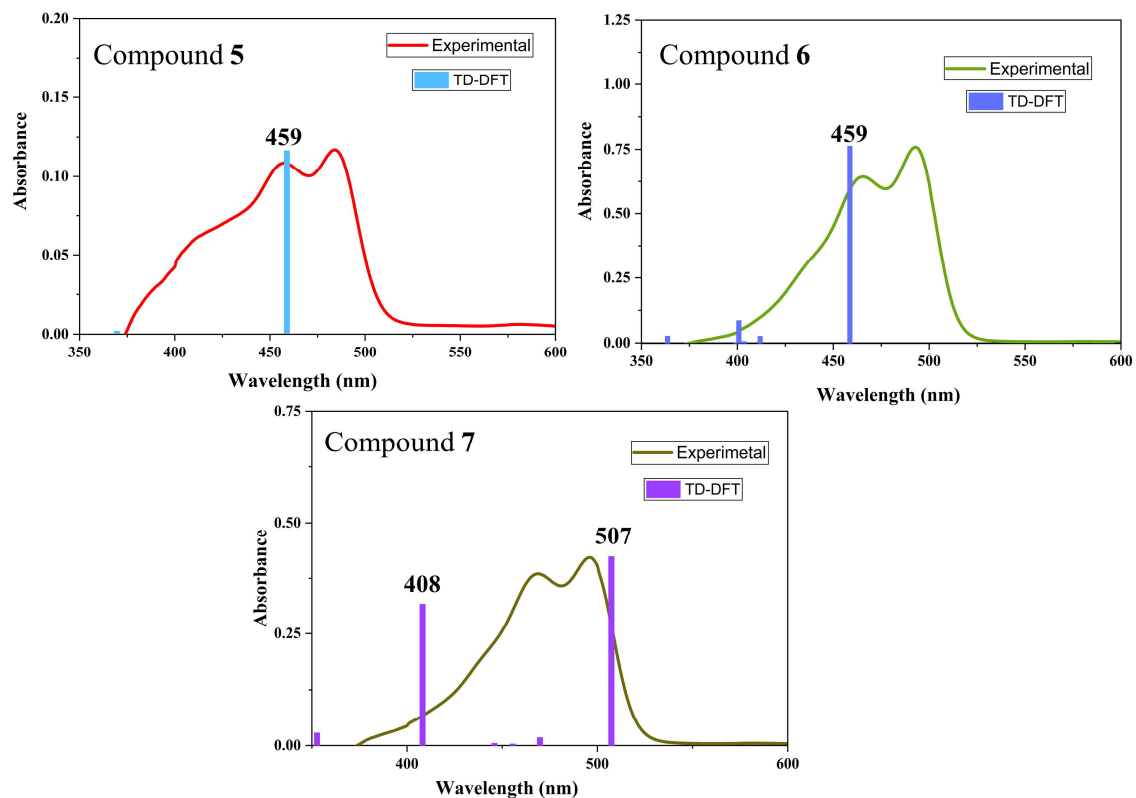 Compound 5
Experimental
TD-DFT
459
Absorbance
0.20
0.15
0.10
0.05
0.00
350
400
450
500
550
600
Wavelength (nm)
Compound 6
Experimental
TD-DFT
459
Absorbance
1.25
1.00
0.75
0.50
0.25
0.00
350
400
450
500
550
600
Wavelength (nm)
Compound 7
Experimetal
TD-DFT
507
408
Absorbance
0.75
0.50
0.25
0.00
400
500
600
Wavelength (nm)